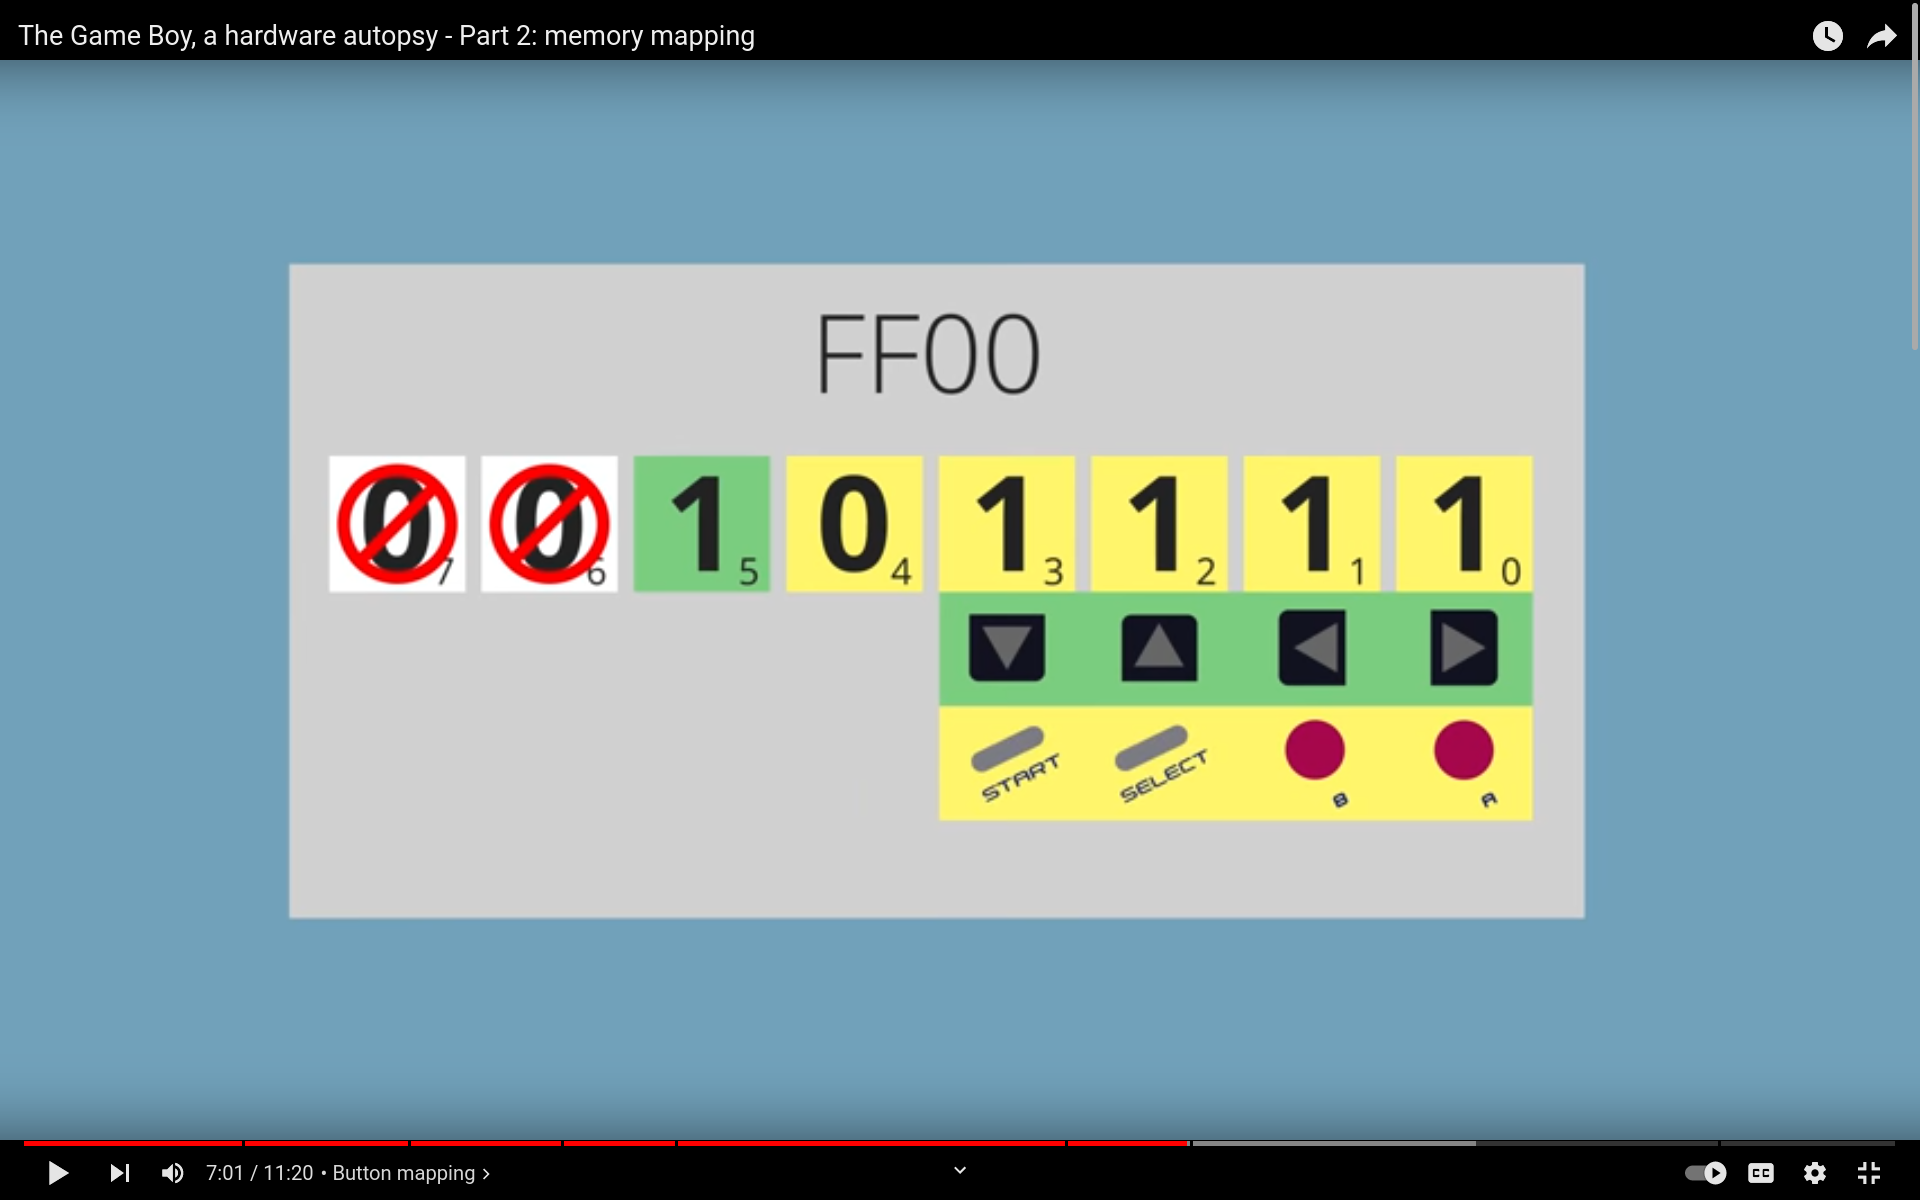 The Game Boy, a hardware autopsy - Part 2: memory mapping
FF00
0 7 0 6 1 5 0 4 1 3 1 2 1 1 1 0
START SELECT B A
7:01 / 11:20 • Button mapping ›
CC